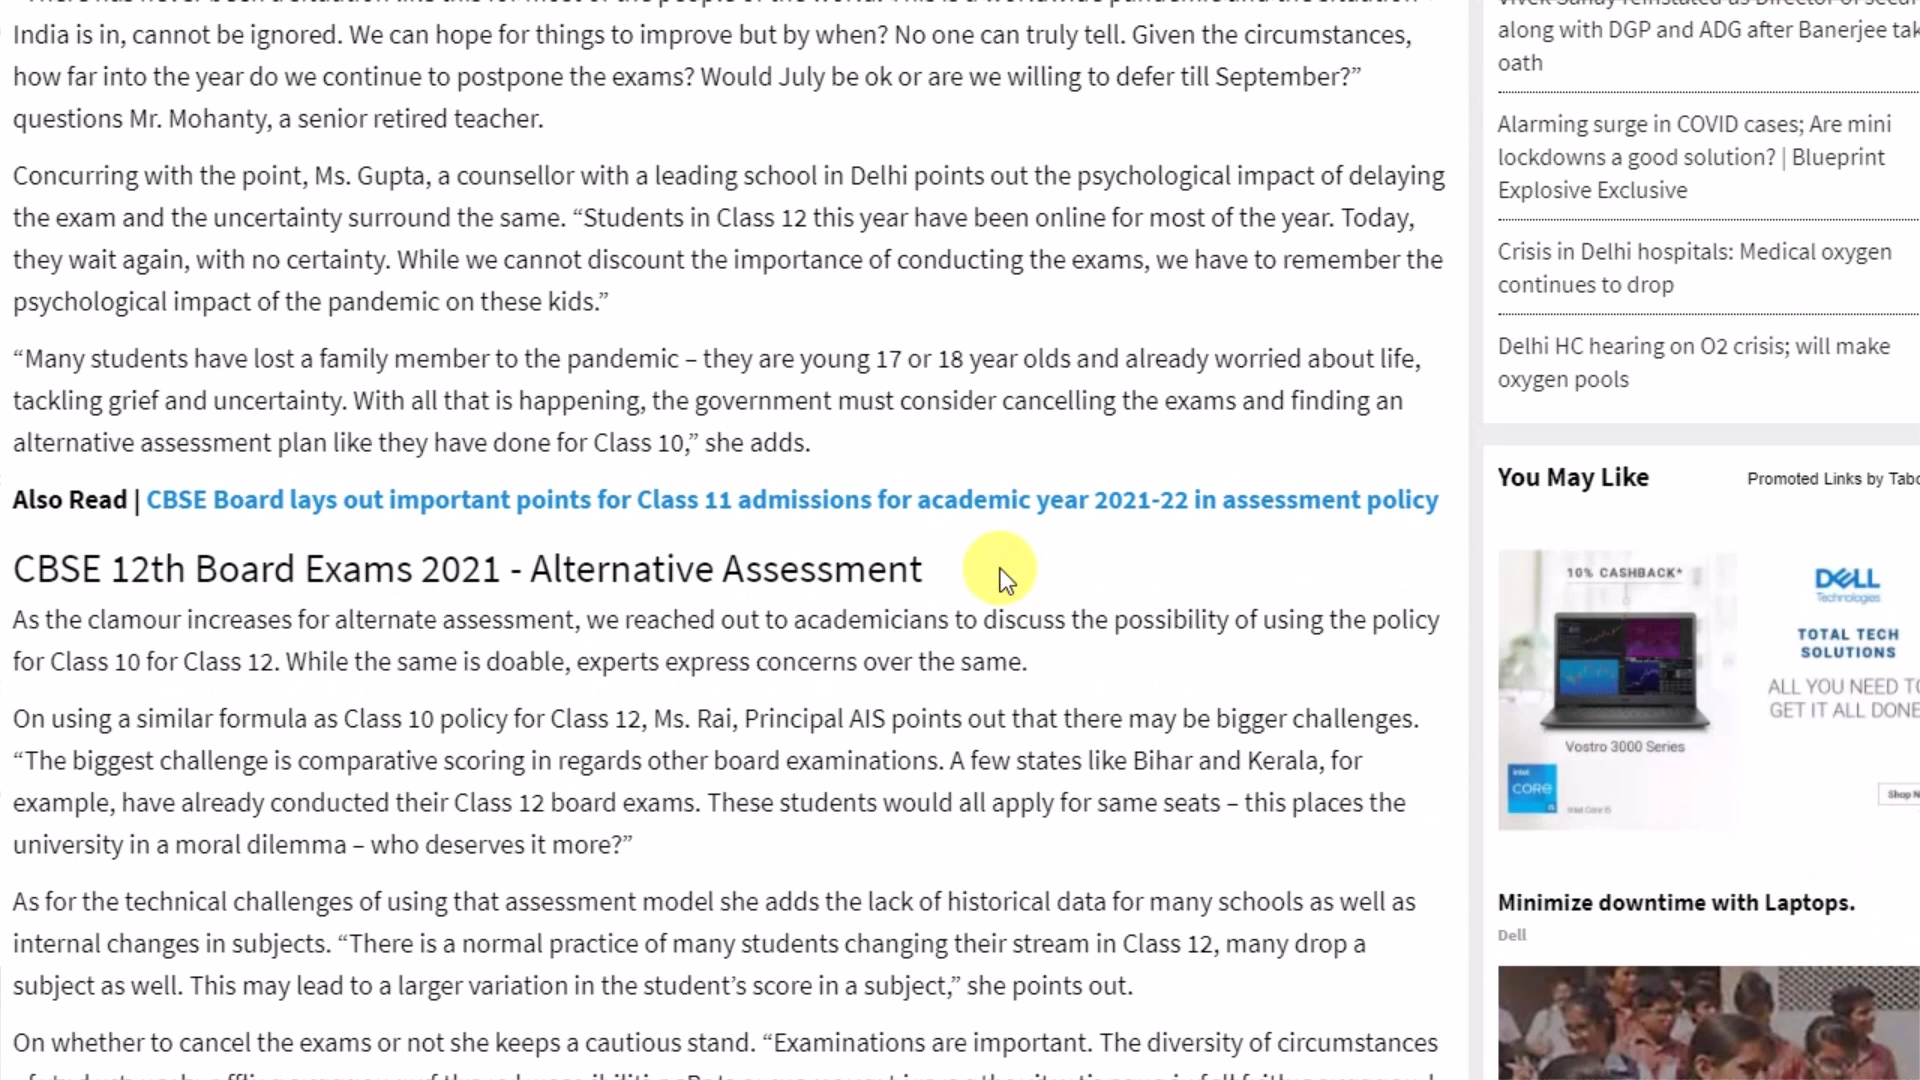 India is in, cannot be ignored. We can hope for things to improve but by when? No one can truly tell. Given the circumstances,
how far into the year do we continue to postpone the exams? Would July be ok or are we willing to defer till September?”
questions Mr. Mohanty, a senior retired teacher.
Concurring with the point, Ms. Gupta, a counsellor with a leading school in Delhi points out the psychological impact of delaying
the exam and the uncertainty surround the same. “Students in Class 12 this year have been online for most of the year. Today,
they wait again, with no certainty. While we cannot discount the importance of conducting the exams, we have to remember the
psychological impact of the pandemic on these kids.”
“Many students have lost a family member to the pandemic – they are young 17 or 18 year olds and already worried about life,
tackling grief and uncertainty. With all that is happening, the government must consider cancelling the exams and finding an
alternative assessment plan like they have done for Class 10,” she adds.
Also Read | CBSE Board lays out important points for Class 11 admissions for academic year 2021-22 in assessment policy
CBSE 12th Board Exams 2021 - Alternative Assessment
As the clamour increases for alternate assessment, we reached out to academicians to discuss the possibility of using the policy
for Class 10 for Class 12. While the same is doable, experts express concerns over the same.
On using a similar formula as Class 10 policy for Class 12, Ms. Rai, Principal AIS points out that there may be bigger challenges.
“The biggest challenge is comparative scoring in regards other board examinations. A few states like Bihar and Kerala, for
example, have already conducted their Class 12 board exams. These students would all apply for same seats – this places the
university in a moral dilemma – who deserves it more?”
As for the technical challenges of using that assessment model she adds the lack of historical data for many schools as well as
internal changes in subjects. “There is a normal practice of many students changing their stream in Class 12, many drop a
subject as well. This may lead to a larger variation in the student’s score in a subject,” she points out.
On whether to cancel the exams or not she keeps a cautious stand. “Examinations are important. The diversity of circumstances
along with DGP and ADG after Banerjee tak
oath
Alarming surge in COVID cases; Are mini
lockdowns a good solution? | Blueprint
Explosive Exclusive
Crisis in Delhi hospitals: Medical oxygen
continues to drop
Delhi HC hearing on O2 crisis; will make
oxygen pools
You May Like
Promoted Links by Tabo
10% CASHBACK*
DELL
Technologies
TOTAL TECH
SOLUTIONS
ALL YOU NEED TO
GET IT ALL DONE
Vostro 3000 Series
intel
CORE
i5
Intel Core i5
Shop N
Minimize downtime with Laptops.
Dell